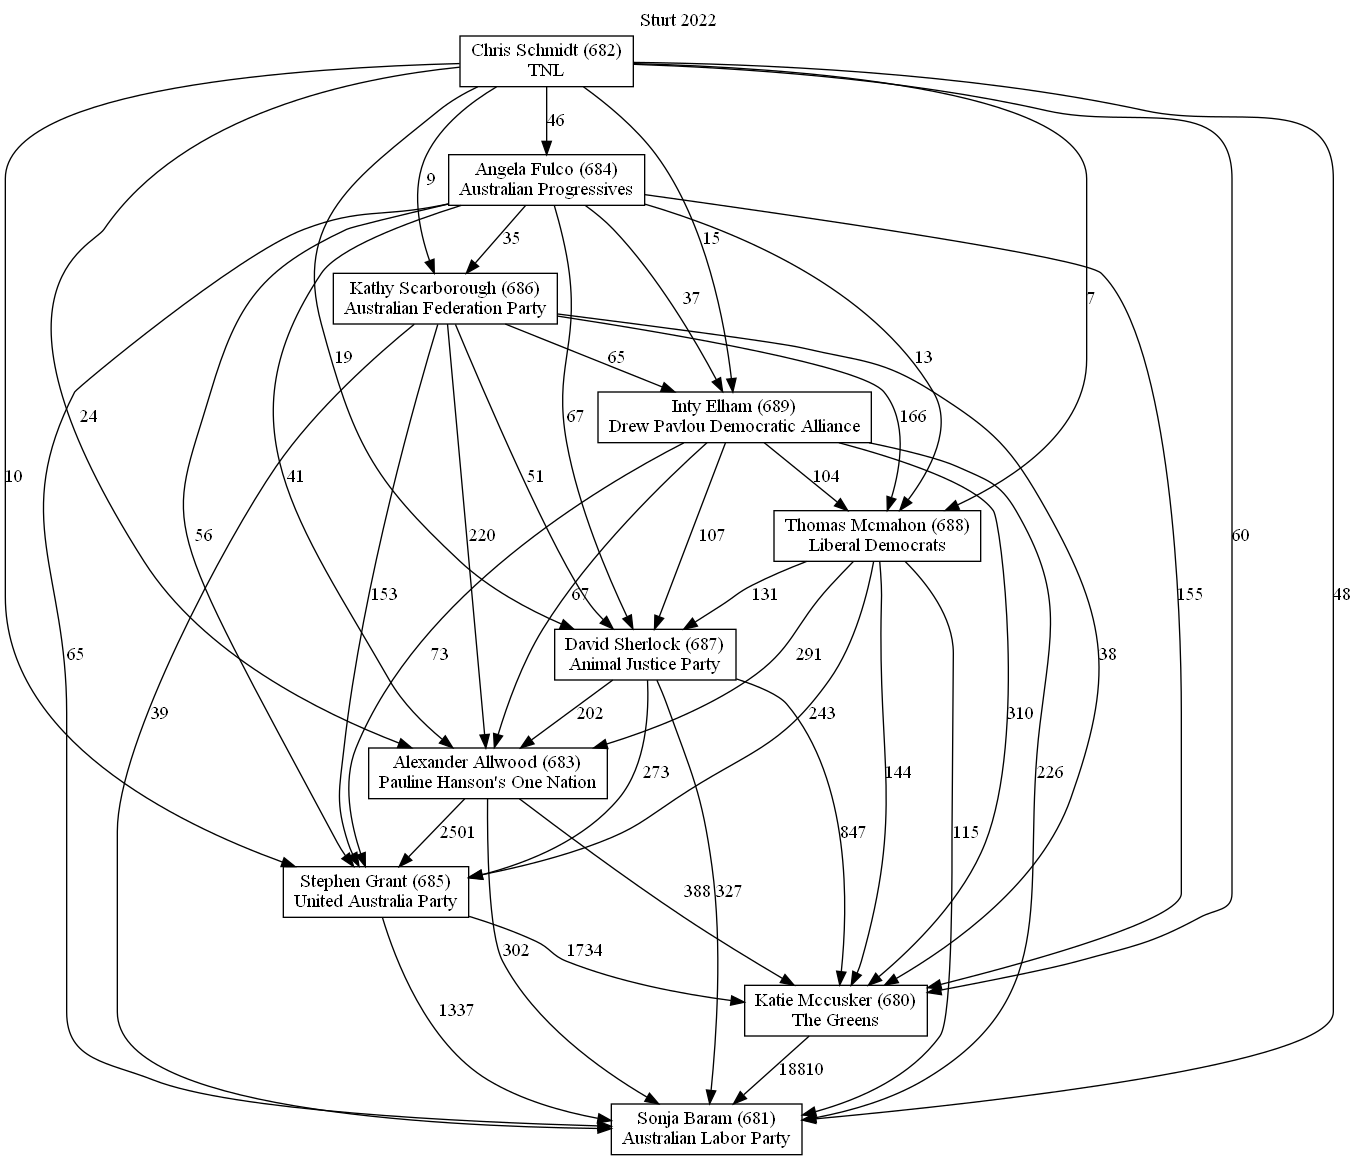 Sturt 2022
Chris Schmidt (682)
TNL
46
Angela Fulco (684)
Australian Progressives
9
35
15
Kathy Scarborough (686)
Australian Federation Party
37
7
19
65
13
Inty Elham (689)
Drew Pavlou Democratic Alliance
24
67
166
10
41
51
104
Thomas Mcmahon (688)
Liberal Democrats
56
220
107
60
153
67
131
155
48
David Sherlock (687)
Animal Justice Party
65
73
291
38
39
202
243
310
Alexander Allwood (683)
Pauline Hanson's One Nation
273
144
226
2501
847
115
Stephen Grant (685)
United Australia Party
388
327
302
1734
Katie Mccusker (680)
The Greens
1337
18810
Sonja Baram (681)
Australian Labor Party